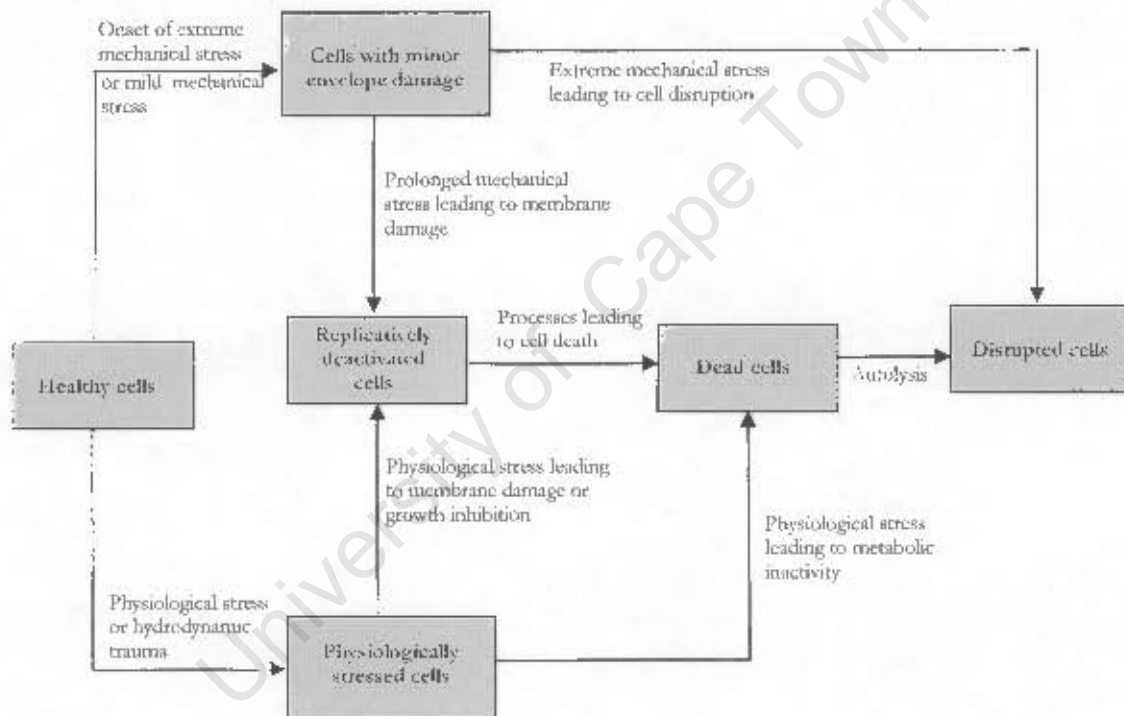 Onset of extreme
mechanical stress
or mild mechanical
stress
Cells with minor
envelope damage
Extreme mechanical stress
leading to cell disruption
Prolonged mechanical
stress leading to membrane
damage
Healthy cells
Replicatively
deactivated
cells
Processes leading
to cell death
Dead cells
Autolysis
Disrupted cells
Physiological stress leading
to membrane damage or
growth inhibition
Physiological stress
leading to metabolic
inactivity
Physiological stress
or hydrodynamic
trauma
Physiologically
stressed cells
University of Cape Town